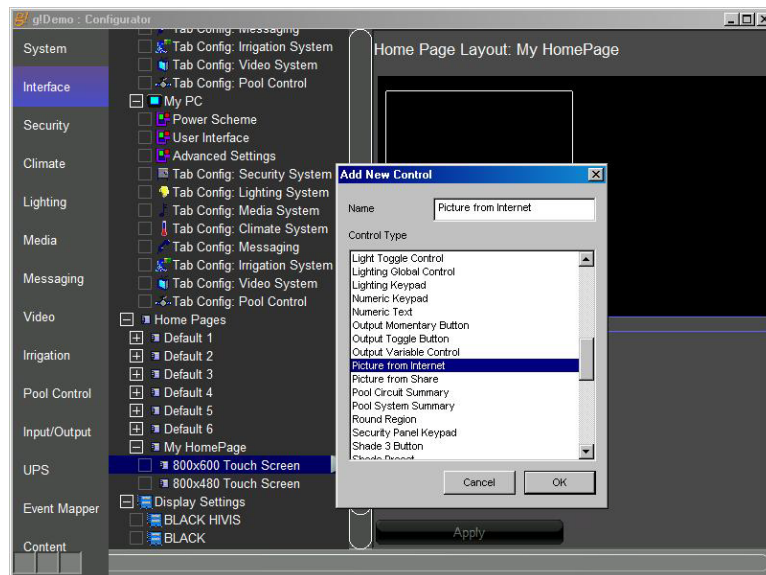 g!Demo : Configurator
System
Interface
Security
Climate
Lighting
Media
Messaging
Video
Irrigation
Pool Control
Input/Output
UPS
Event Mapper
Content
Tab Config: Messaging
Tab Config: Irrigation System
Tab Config: Video System
Tab Config: Pool Control
My PC
Power Scheme
User Interface
Advanced Settings
Tab Config: Security System
Tab Config: Lighting System
Tab Config: Media System
Tab Config: Climate System
Tab Config: Messaging
Tab Config: Irrigation System
Tab Config: Video System
Tab Config: Pool Control
Home Pages
Default 1
Default 2
Default 3
Default 4
Default 5
Default 6
My HomePage
800x600 Touch Screen
800x480 Touch Screen
Display Settings
BLACK HIVIS
BLACK
Home Page Layout: My HomePage
Add New Control
Name
Picture from Internet
Control Type
Light Toggle Control
Lighting Global Control
Lighting Keypad
Numeric Keypad
Numeric Text
Output Momentary Button
Output Toggle Button
Output Variable Control
Picture from Internet
Picture from Share
Pool Circuit Summary
Pool System Summary
Round Region
Security Panel Keypad
Shade 3 Button
Shade Preset
Cancel
OK
Apply